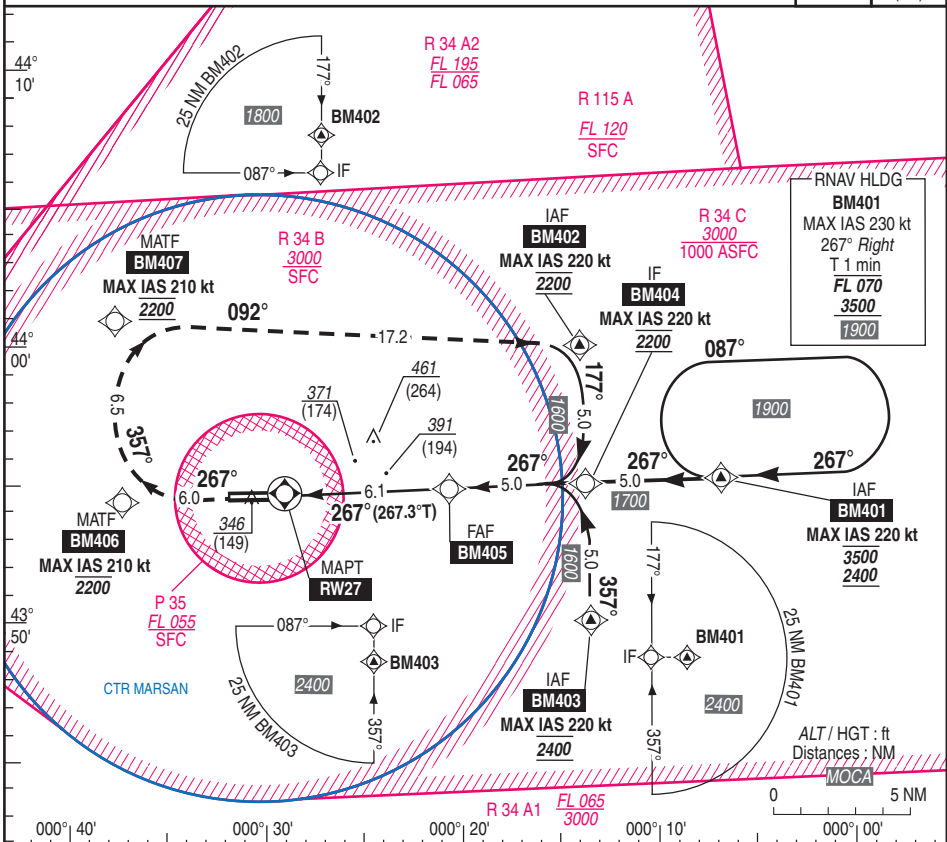 44°
10'
25 NM BM402
177°
1800
BM402
087°
IF
R 34 A2
FL 195
FL 065
R 115 A
FL 120
SFC
RNAV HLDG
BM401
MAX IAS 230 kt
267° Right
T 1 min
FL 070
3500
1900
MATF
BM407
MAX IAS 210 kt
2200
R 34 B
3000
SFC
IAF
BM402
MAX IAS 220 kt
2200
R 34 C
3000
1000 ASFC
IF
BM404
MAX IAS 220 kt
2200
44°
00'
092°
17.2
087°
177°
5.0
1600
1900
6.5
357°
371
(174)
461
(264)
391
(194)
267°
6.0
346
(149)
6.1
267° (267.3°T)
267°
5.0
267°
5.0
1700
267°
MATF
BM406
MAX IAS 210 kt
2200
FAF
BM405
MAPT
RW27
IAF
BM401
MAX IAS 220 kt
3500
2400
1600
5.0
357°
P 35
FL 055
SFC
43°
50'
087°
IF
BM403
2400
25 NM BM403
357°
CTR MARSAN
IAF
BM403
MAX IAS 220 kt
2400
177°
IF
BM401
2400
25 NM BM401
357°
ALT / HGT : ft
Distances : NM
MOCA
0 5 NM
R 34 A1
FL 065
3000
000° 40'
000° 30'
000° 20'
000° 10'
000° 00'